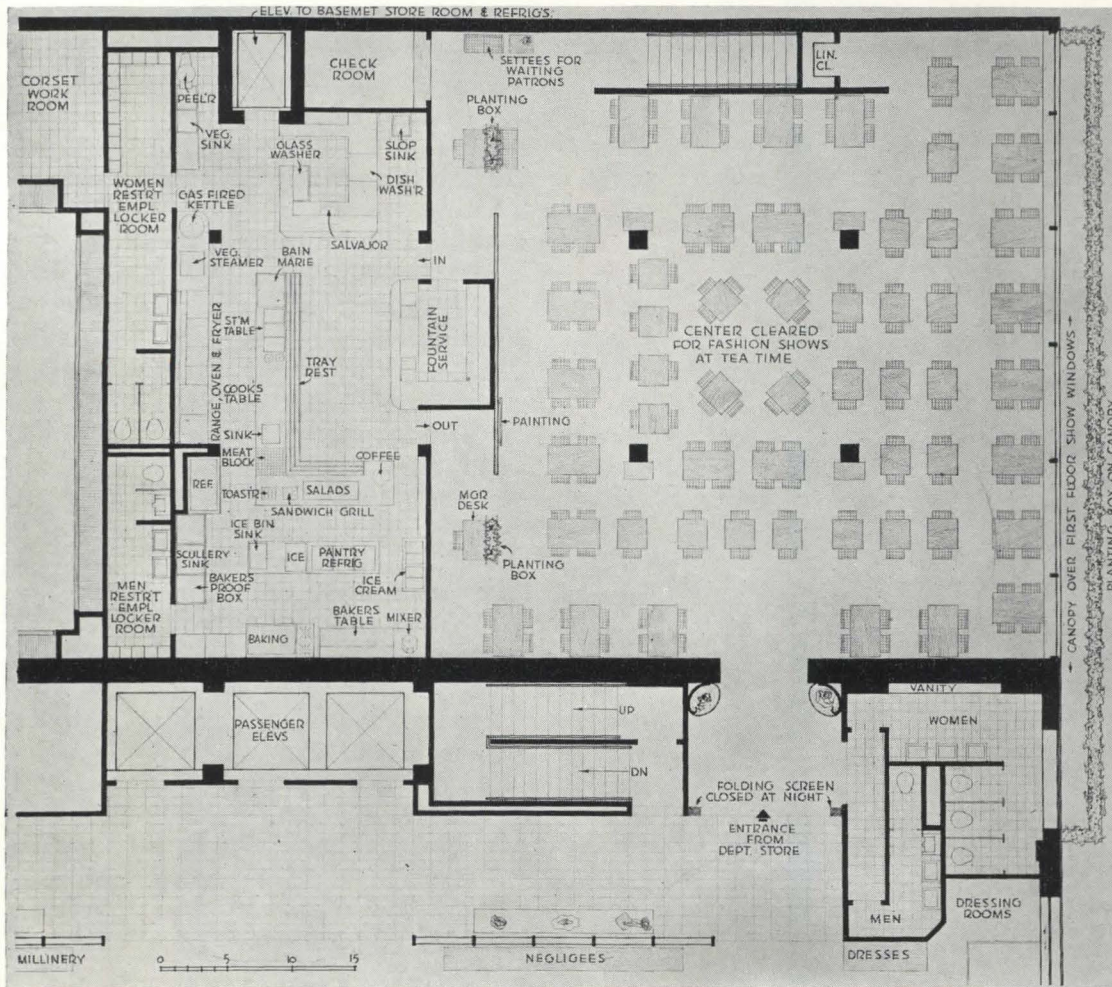 ELEV. TO BASEMET STORE ROOM & REFRIG'S.
CORSET
WORK
ROOM
PEEL'R
VEG.
SINK
CHECK
ROOM
SETTEES FOR
WAITING
PATRONS
LIN.
CL.
PLANTING
BOX
GLASS
WASHER
SLOP
SINK
DISH
WASH'R
WOMEN
RESTRT
EMPL
LOCKER
ROOM
GAS FIRED
KETTLE
SALVAJOR
VEG.
STEAMER
BAIN
MARIE
IN
RANGE, OVEN & FRYER
ST'M
TABLE
TRAY
REST
FOUNTAIN
SERVICE
CENTER CLEARED
FOR FASHION SHOWS
AT TEA TIME
COOK'S
TABLE
SINK
OUT
PAINTING
MEAT
BLOCK
COFFEE
REF.
TOASTR
SALADS
SANDWICH GRILL
MGR
DESK
ICE BIN
SINK
SCULLERY
SINK
ICE
PANTRY
REFRIG
PLANTING
BOX
BAKER'S
PROOF
BOX
ICE
CREAM
MEN
RESTRT
EMPL
LOCKER
ROOM
BAKERS
TABLE
MIXER
BAKING
CANOPY OVER FIRST FLOOR SHOW WINDOWS
PLANTING BOX ON CANOPY
VANITY
WOMEN
PASSENGER
ELEVS
UP
DN
FOLDING SCREEN
CLOSED AT NIGHT
ENTRANCE
FROM
DEPT. STORE
MEN
DRESSING
ROOMS
MILLINERY
0 5 10 15
NEGLIGEES
DRESSES